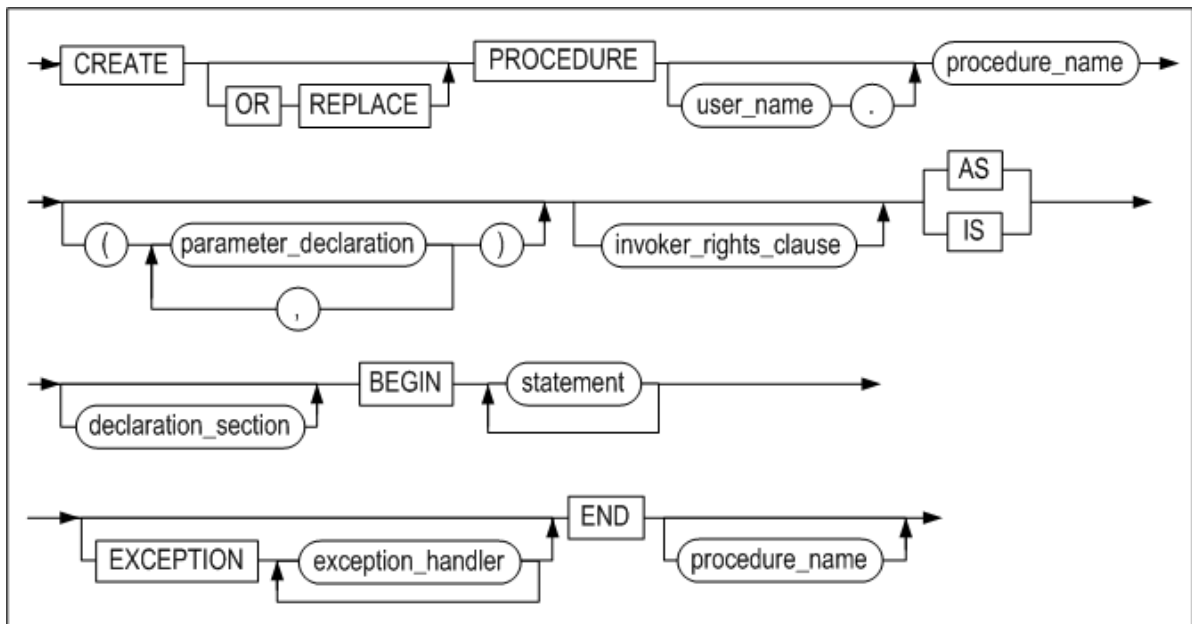 CREATE OR REPLACE PROCEDURE user_name . procedure_name
( parameter_declaration , ) invoker_rights_clause AS IS
declaration_section BEGIN statement
EXCEPTION exception_handler END procedure_name